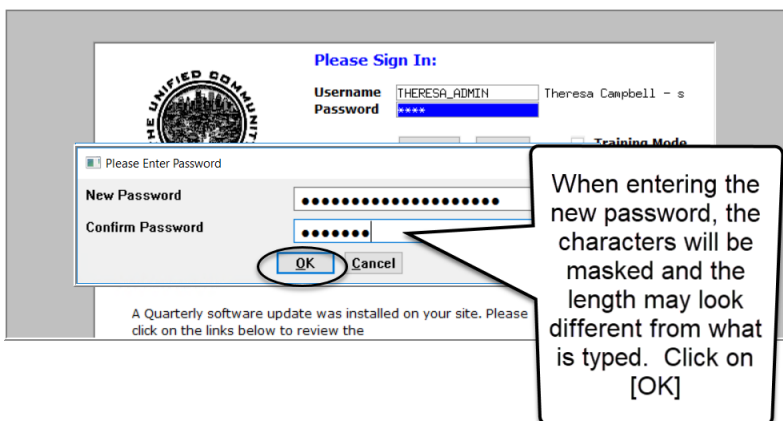 Please Sign In:
THE UNIFIED COMMUNIT
Username THERESA_ADMIN Theresa Campbell - s
Password ****
Training Mode
Please Enter Password
New Password
Confirm Password
OK Cancel
A Quarterly software update was installed on your site. Please
click on the links below to review the
When entering the
new password, the
characters will be
masked and the
length may look
different from what
is typed. Click on
[OK]